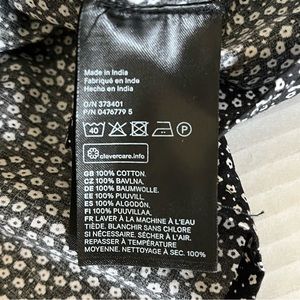 Made in India
Fabriqué en Inde
Hecho en India
O/N 373401
P/N 0476779 5
40
P
clevercare.info
GB 100% COTTON.
CZ 100% BAVLNA.
DE 100% BAUMWOLLE.
EE 100% PUUVILL.
ES 100% ALGODÓN.
FI 100% PUUVILLAA.
FR LAVER À LA MACHINE À L'EAU
TIÈDE. BLANCHIR SANS CHLORE
SI NÉCESSAIRE. SÉCHER À L'AIR.
REPASSER À TEMPÉRATURE
MOYENNE. NETTOYAGE À SEC. 100%